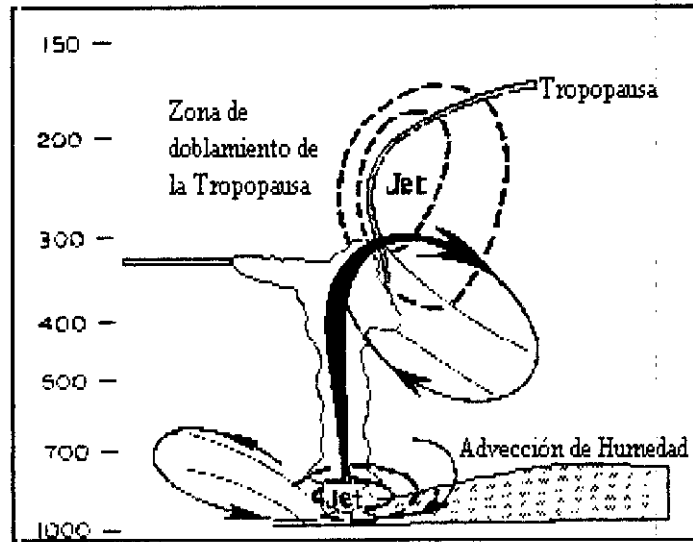 150
Tropopausa
Zona de
doblamiento de
la Tropopausa
200
Jet
300
400
500
700
Advección de Humedad
Jet
1000